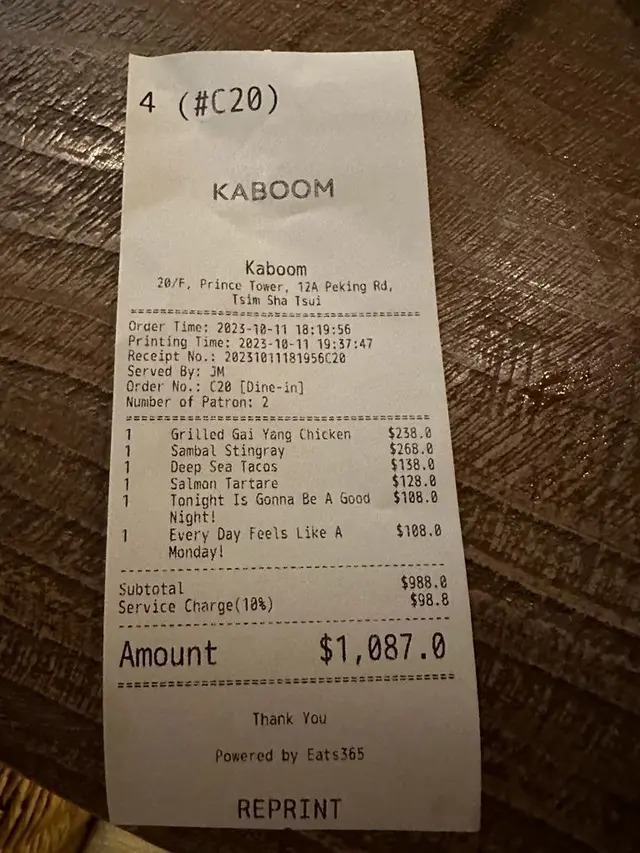 4 (#C20)
KABOOM
Kaboom
20/F, Prince Tower, 12A Peking Rd,
Tsim Sha Tsui
Order Time: 2023-10-11 18:19:56
Printing Time: 2023-10-11 19:37:47
Receipt No.: 20231011181956C20
Served By: JM
Order No.: C20 [Dine-in]
Number of Patron: 2
1 Grilled Gai Yang Chicken $238.0
1 Sambal Stingray $268.0
1 Deep Sea Tacos $138.0
1 Salmon Tartare $128.0
1 Tonight Is Gonna Be A Good $108.0
Night!
1 Every Day Feels Like A $108.0
Monday!
Subtotal $988.0
Service Charge(10%) $98.8
Amount $1,087.0
Thank You
Powered by Eats365
REPRINT